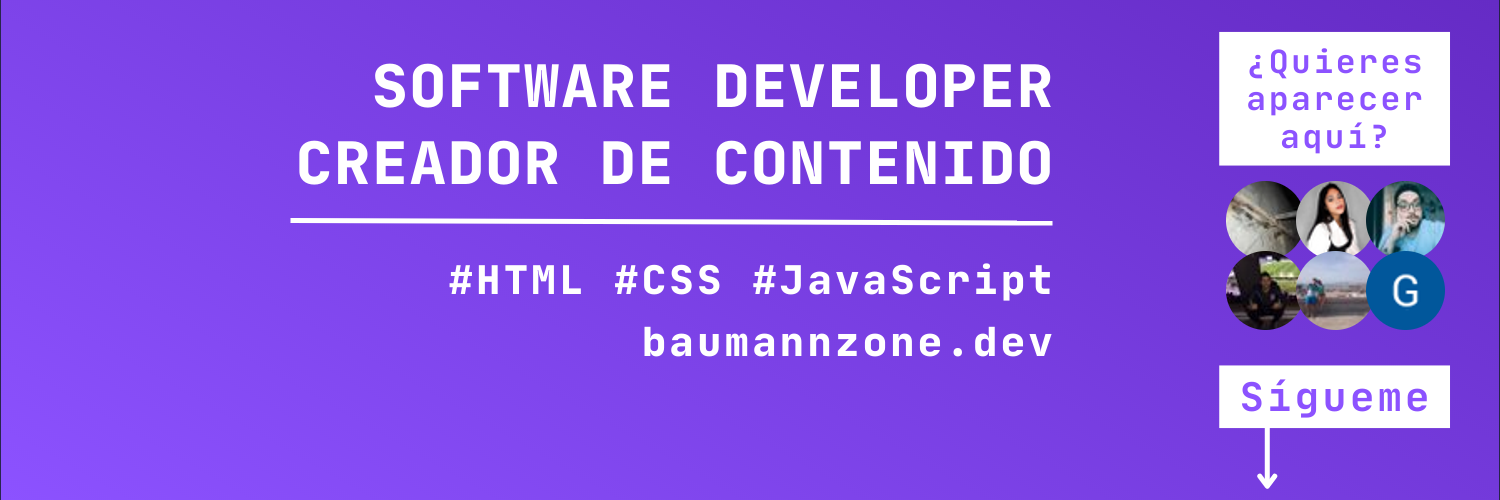 SOFTWARE DEVELOPER
CREADOR DE CONTENIDO
#HTML #CSS #JavaScript
baumannzone.dev
¿Quieres
aparecer
aquí?
G
Sígueme